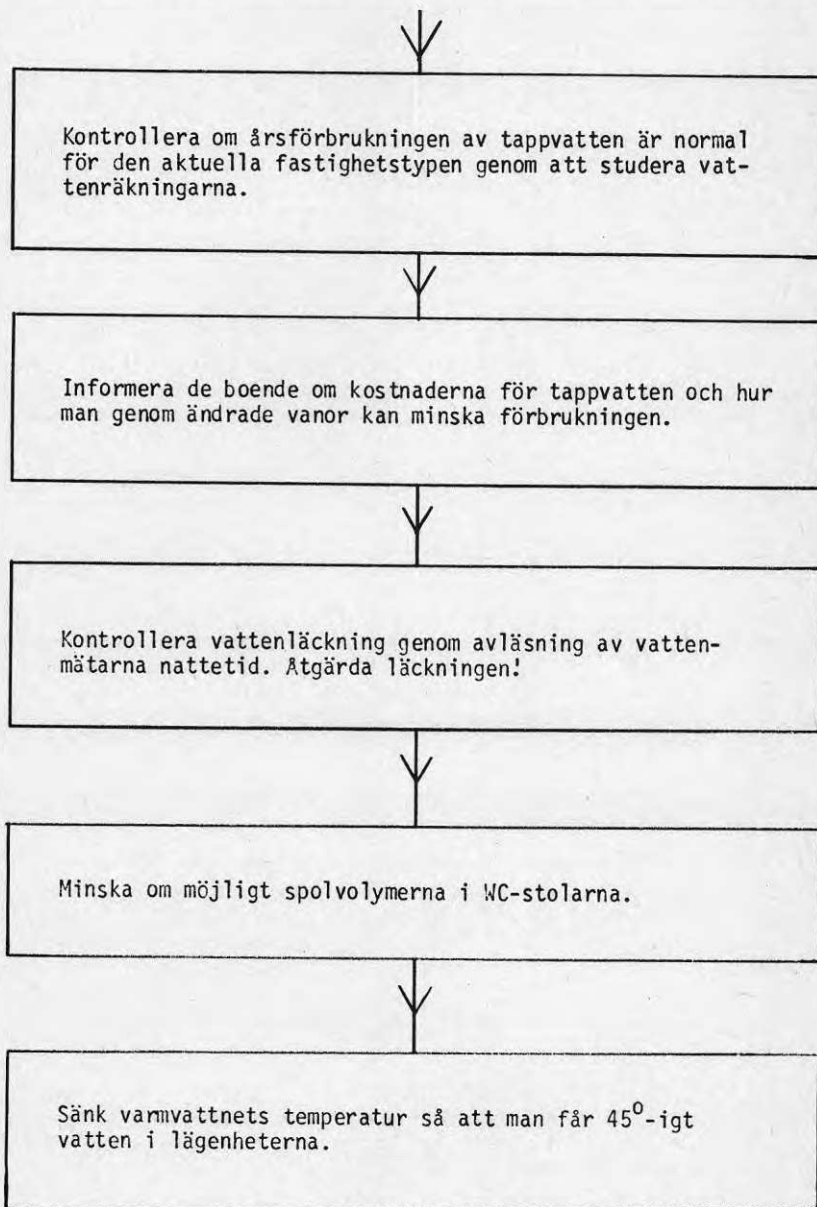 Kontrollera om årsförbrukningen av tappvatten är normal
för den aktuella fastighetstypen genom att studera vat-
tenräkningarna.
Informera de boende om kostnaderna för tappvatten och hur
man genom ändrade vanor kan minska förbrukningen.
Kontrollera vattenläckning genom avläsning av vatten-
mätarna nattetid. Åtgärda läckningen!
Minska om möjligt spolvolymerna i WC-stolarna.
Sänk varmvattnets temperatur så att man får 45°-igt
vatten i lägenheterna.